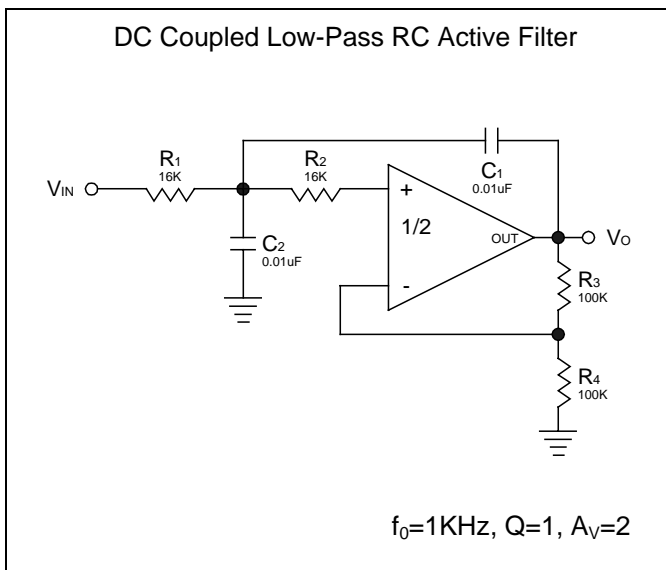 DC Coupled Low-Pass RC Active Filter
R1
16K
R2
16K
C1
0.01uF
VIN
+
1/2
OUT
VO
C2
0.01uF
-
R3
100K
R4
100K
f0=1KHz, Q=1, AV=2